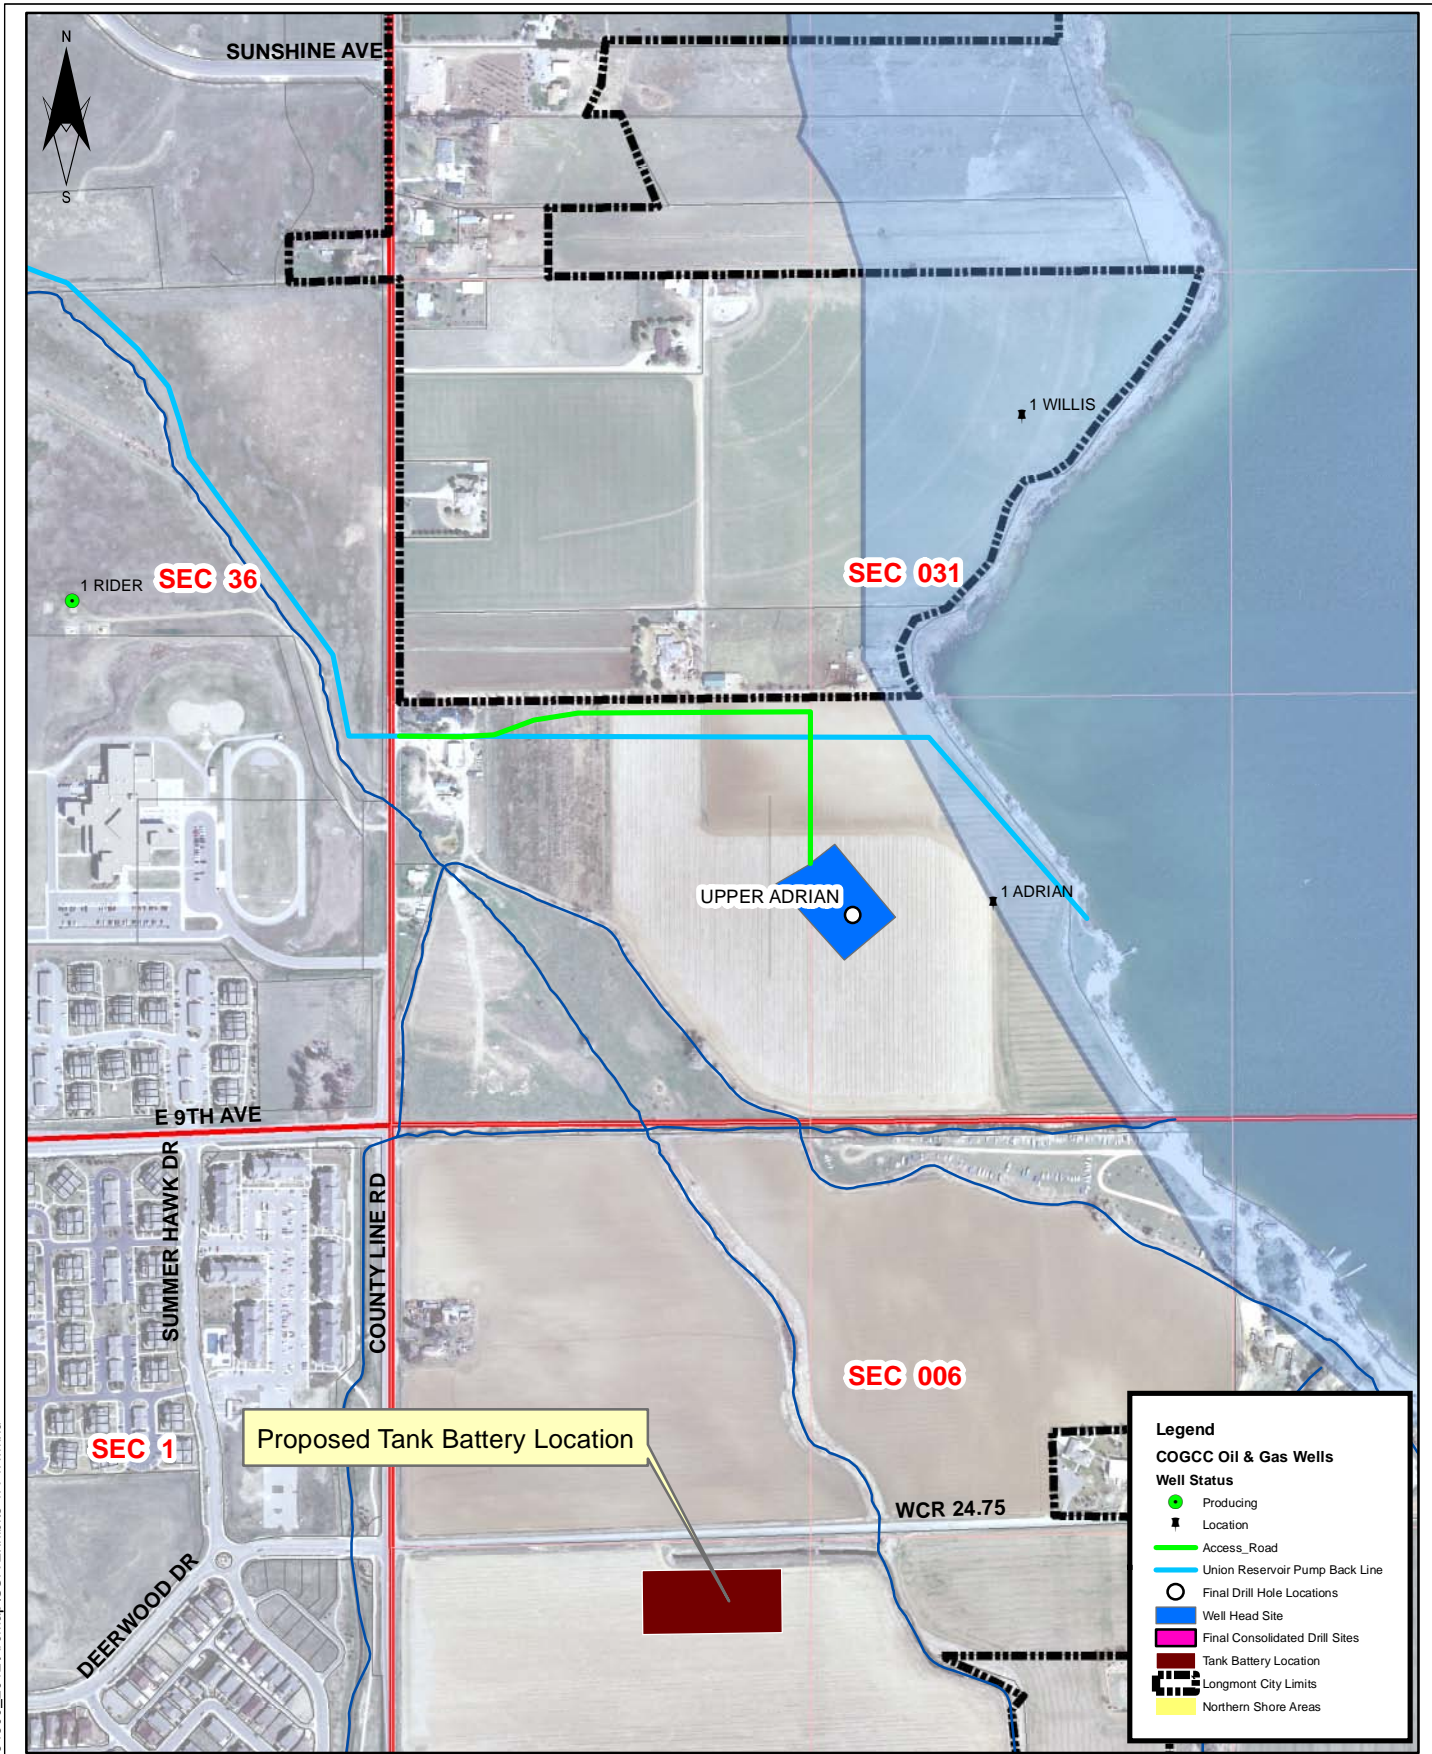 N
S
SUNSHINE AVE
1 WILLIS
SEC 031
SEC 36
1 RIDER
UPPER ADRIAN
1 ADRIAN
E 9TH AVE
SUMMER HAWK DR
COUNTY LINE RD
SEC 006
SEC 1
Proposed Tank Battery Location
WCR 24.75
DEERWOOD DR
Legend
COGCC Oil & Gas Wells
Well Status
Producing
Location
Access_Road
Union Reservoir Pump Back Line
Final Drill Hole Locations
Well Head Site
Final Consolidated Drill Sites
Tank Battery Location
Longmont City Limits
Northern Shore Areas